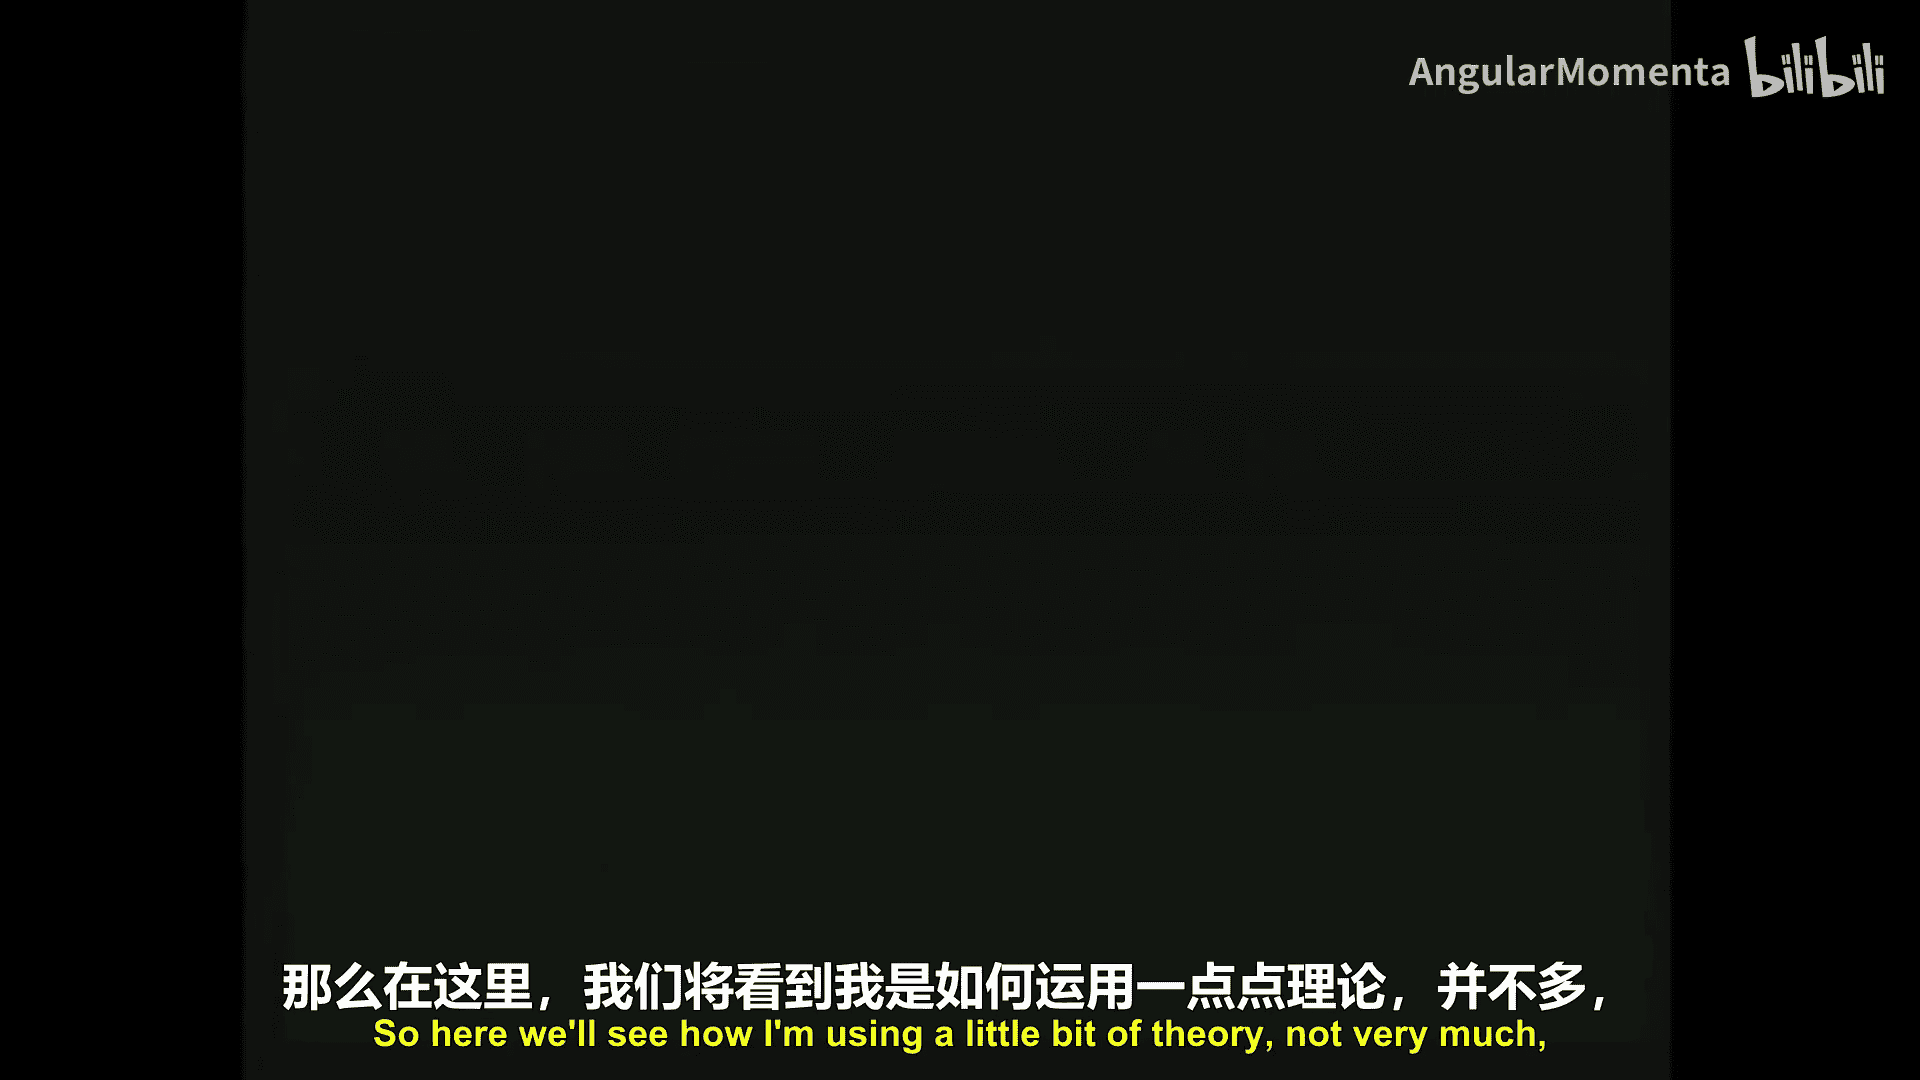 AngularMomenta bilibili
那么在这里，我们将看到我是如何运用一点点理论，并不多，
So here we'll see how I'm using a little bit of theory, not very much,